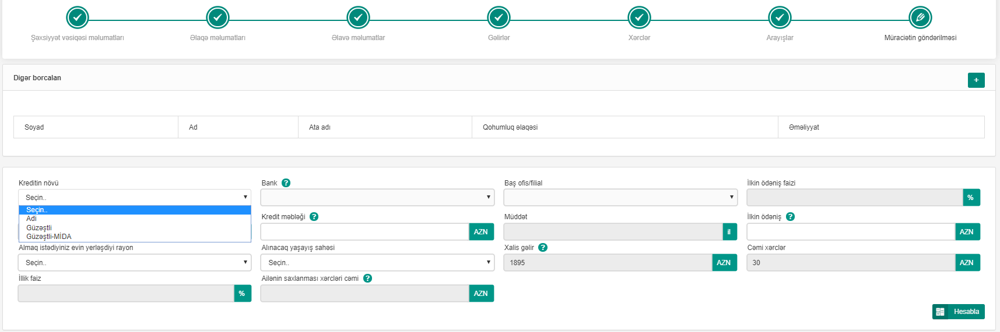 Şəxsiyyət vəsiqəsi məlumatları
Əlaqə məlumatları
Əlavə məlumatlar
Gəlirlər
Xərclər
Arayışlar
Müraciətin göndərilməsi
Digər borcalan
+
Soyad
Ad
Ata adı
Qohumluq əlaqəsi
Əməliyyat
Kreditin növü
Bank ?
Baş ofis/filial
İlkin ödəniş faizi
Seçin..
%
Seçin..
Adi
Güzəştli
Güzəştli-MİDA
Kredit məbləği ?
Müddət
İlkin ödəniş ?
AZN
il
AZN
Almaq istədiyiniz evin yerləşdiyi rayon
Alınacaq yaşayış sahəsi
Xalis gəlir ?
Cəmi xərclər
Seçin..
Seçin..
1895 AZN
30 AZN
İllik faiz
Ailənin saxlanması xərcləri cəmi ?
%
AZN
Hesabla